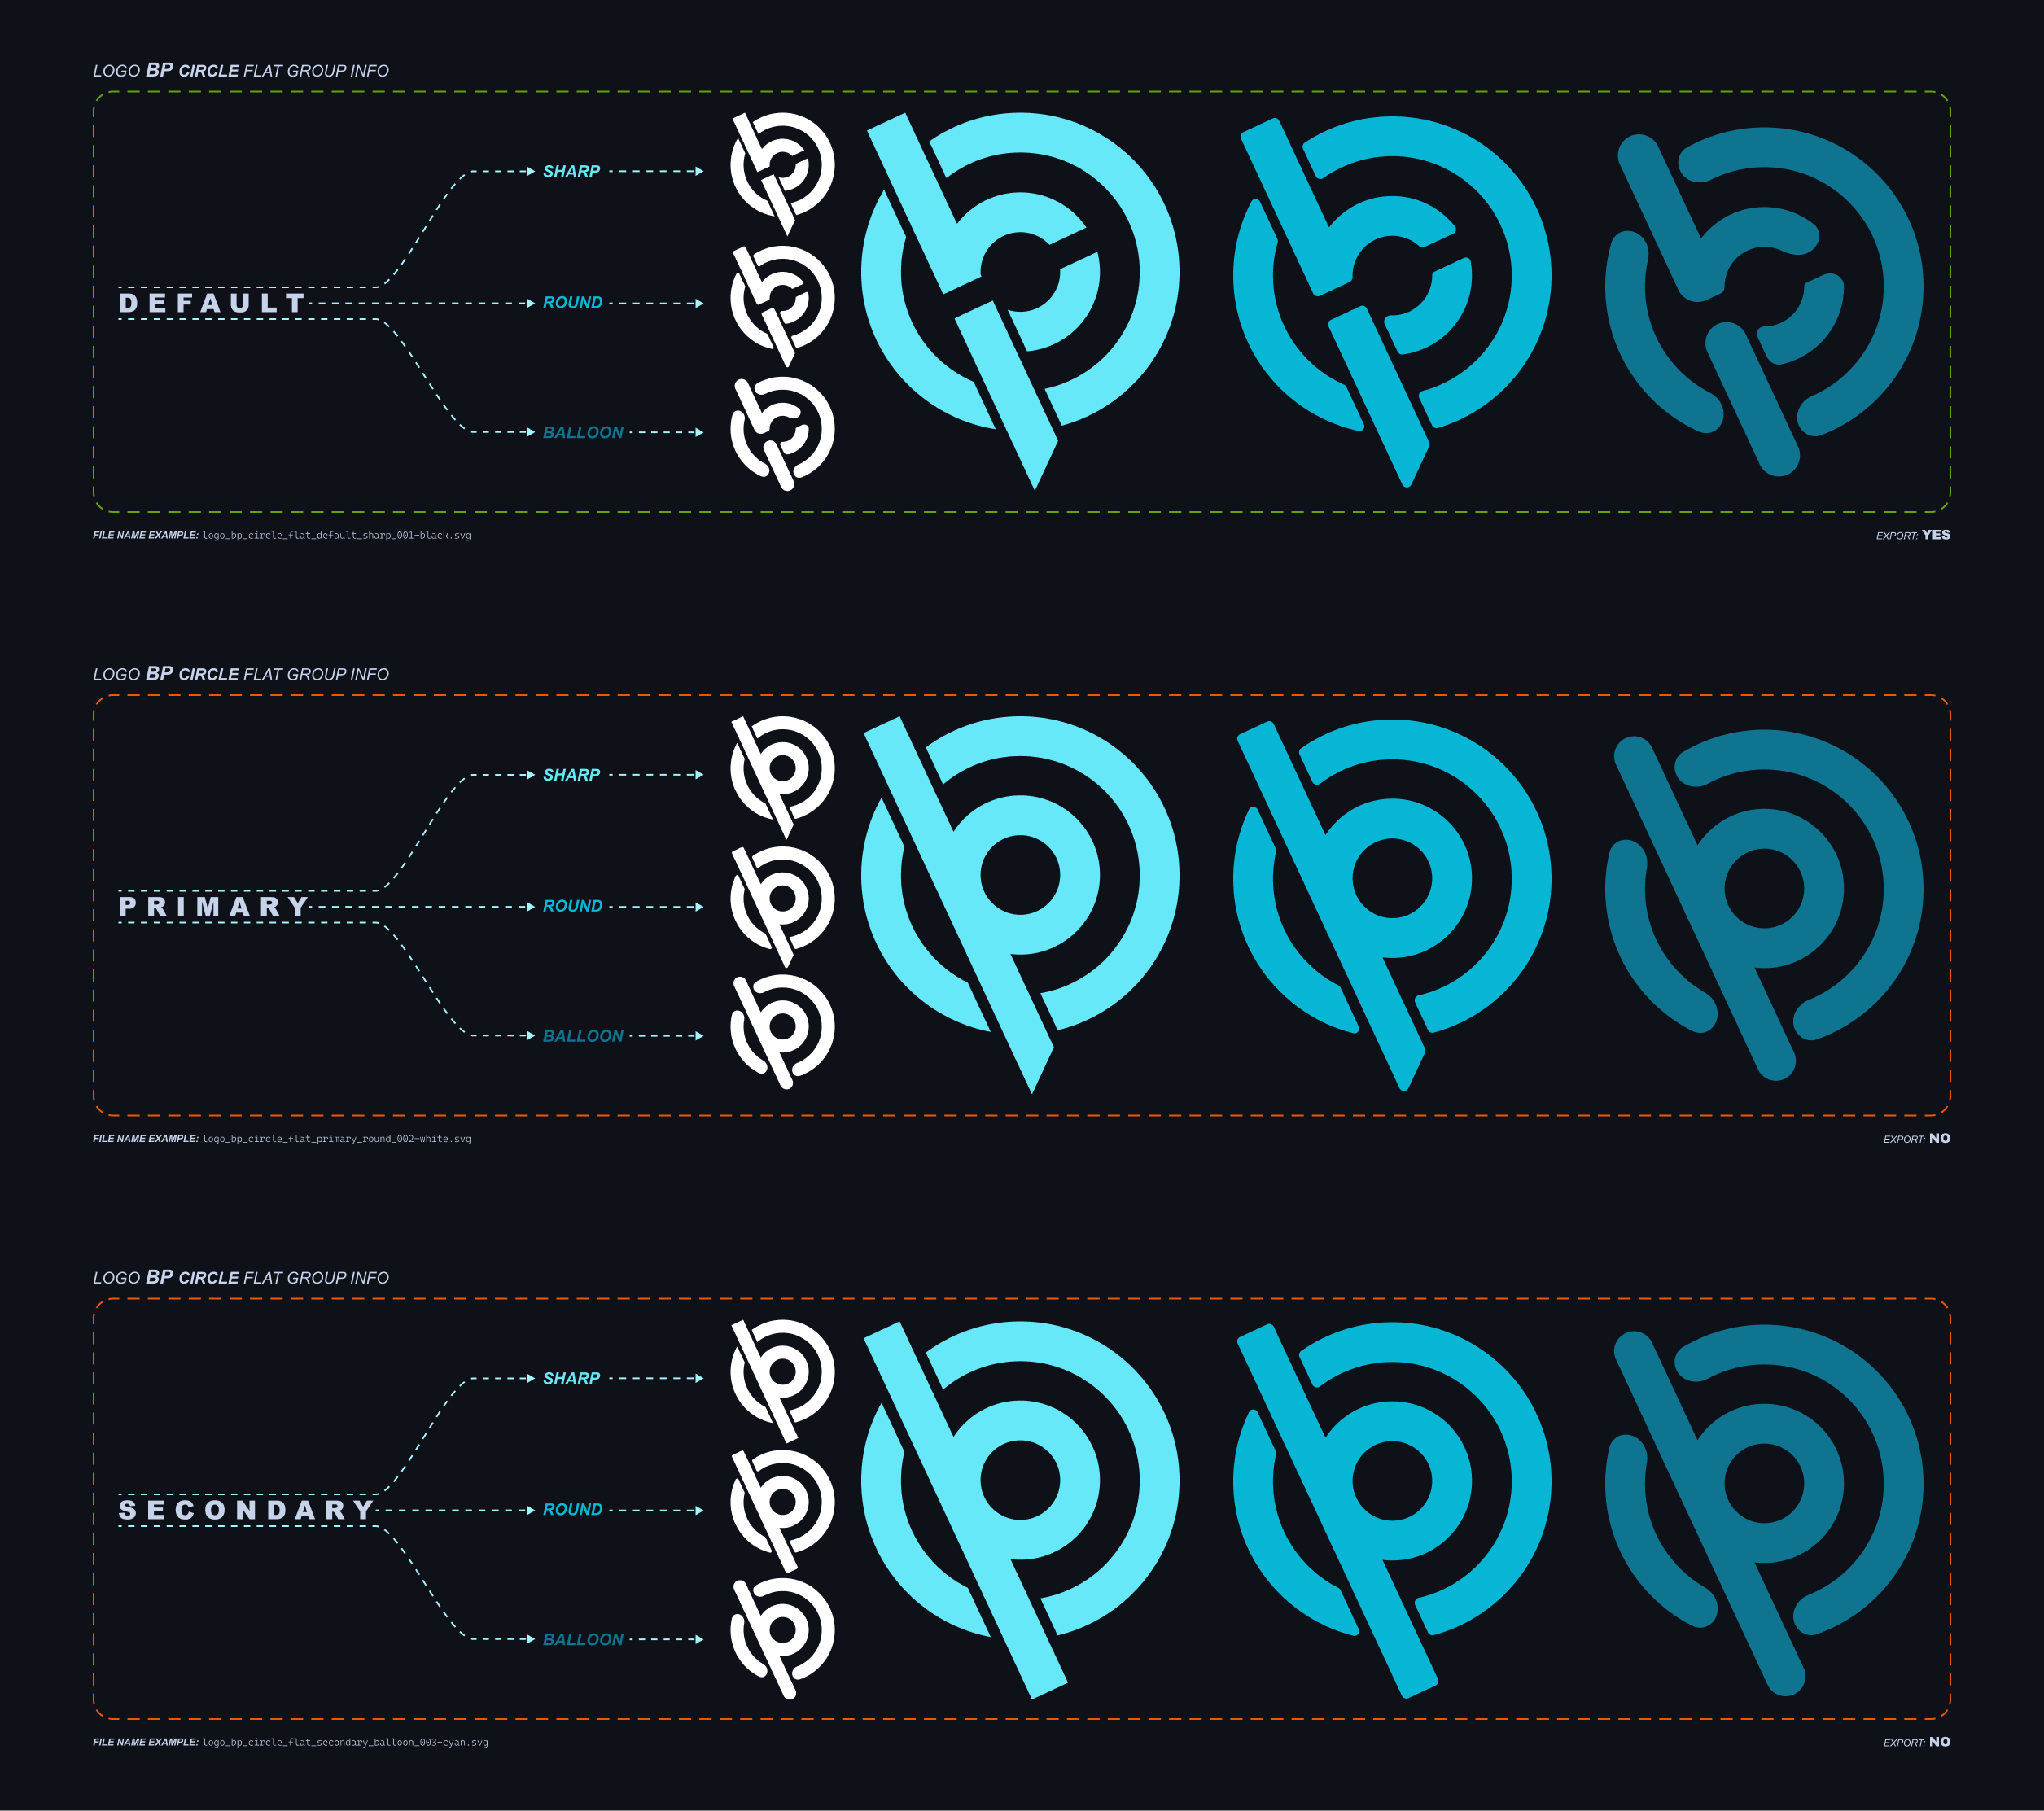 LOGO BP CIRCLE FLAT GROUP INFO
SHARP
DEFAULT
ROUND
BALLOON
FILE NAME EXAMPLE: logo_bp_circle_flat_default_sharp_001-black.svg
EXPORT: YES
LOGO BP CIRCLE FLAT GROUP INFO
SHARP
PRIMARY
ROUND
BALLOON
FILE NAME EXAMPLE: logo_bp_circle_flat_primary_round_002-white.svg
EXPORT: NO
LOGO BP CIRCLE FLAT GROUP INFO
SHARP
SECONDARY
ROUND
BALLOON
FILE NAME EXAMPLE: logo_bp_circle_flat_secondary_balloon_003-cyan.svg
EXPORT: NO